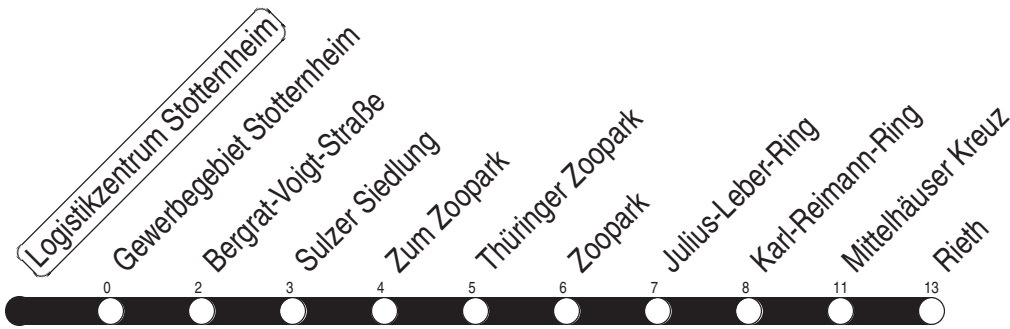 Logistikzentrum Stotternheim
Gewerbegebiet Stotternheim
Bergrat-Voigt-Straße
Sulzer Siedlung
Zum Zoopark
Thüringer Zoopark
Zoopark
Julius-Leber-Ring
Karl-Reimann-Ring
Mittelhäuser Kreuz
Rieth
0 2 3 4 5 6 7 8 11 13